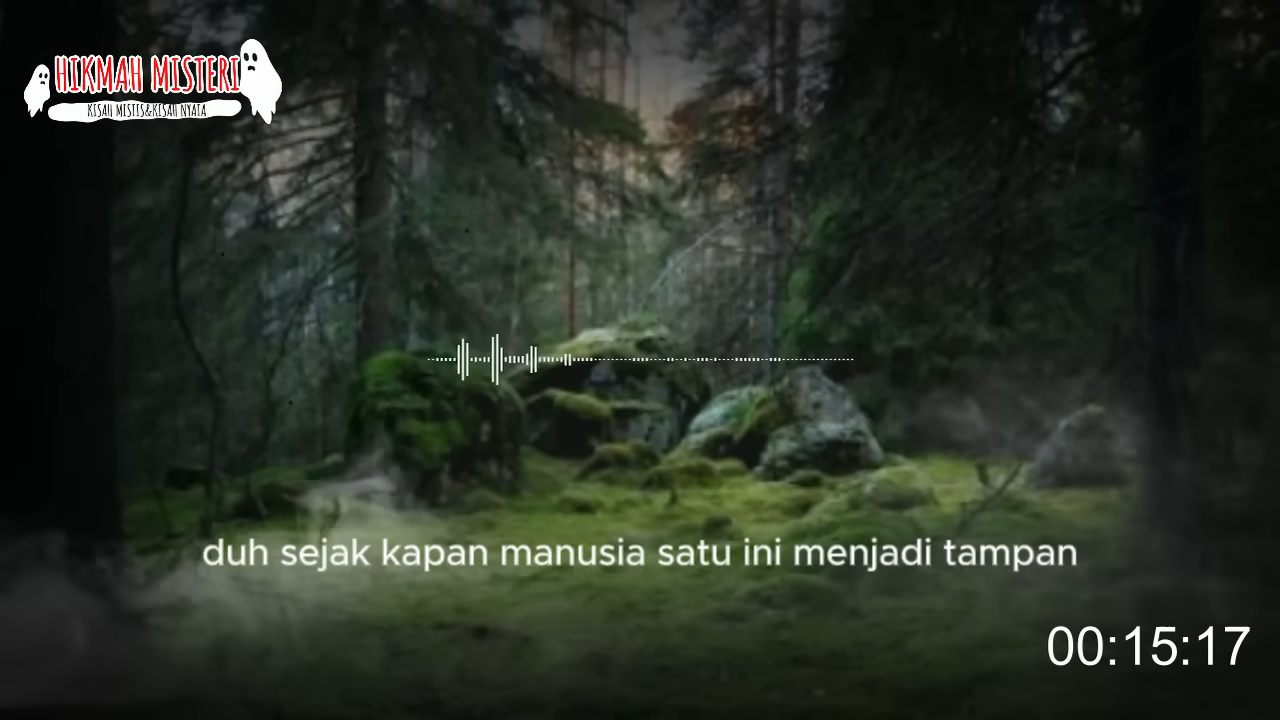 HIKMAH MISTERI
KISAH MISTIS&KISAH NYATA
duh sejak kapan manusia satu ini menjadi tampan
00:15:17